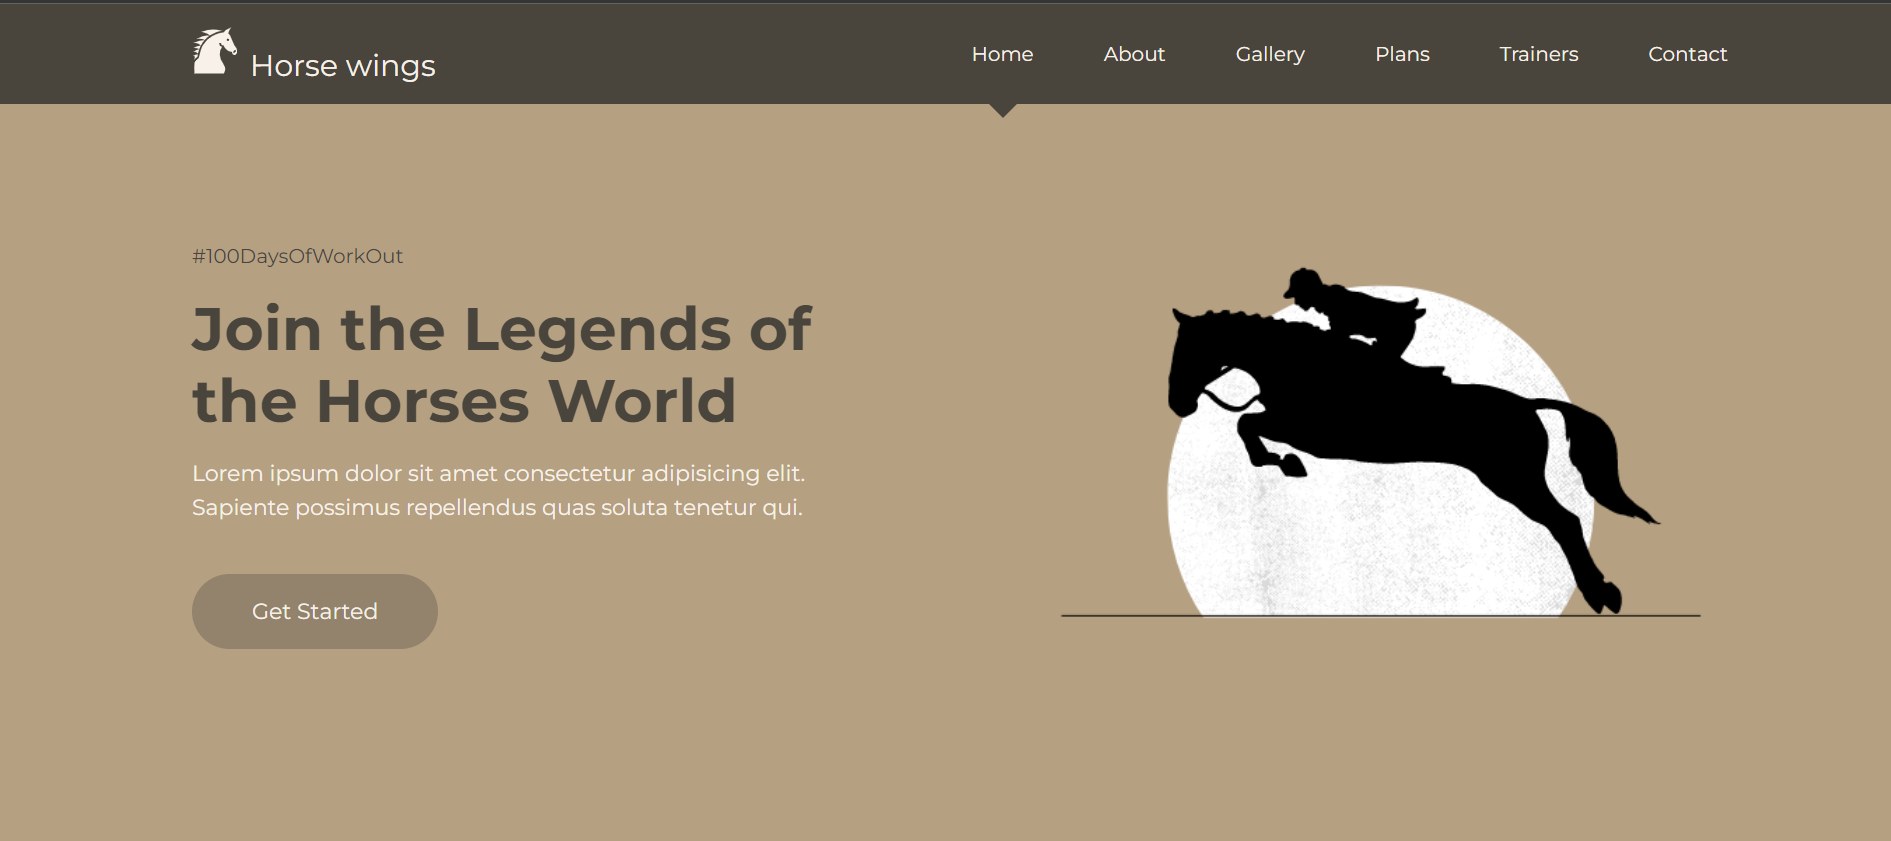 Horse wings
Home About Gallery Plans Trainers Contact
#100DaysOfWorkOut
Join the Legends of
the Horses World
Lorem ipsum dolor sit amet consectetur adipisicing elit.
Sapiente possimus repellendus quas soluta tenetur qui.
Get Started